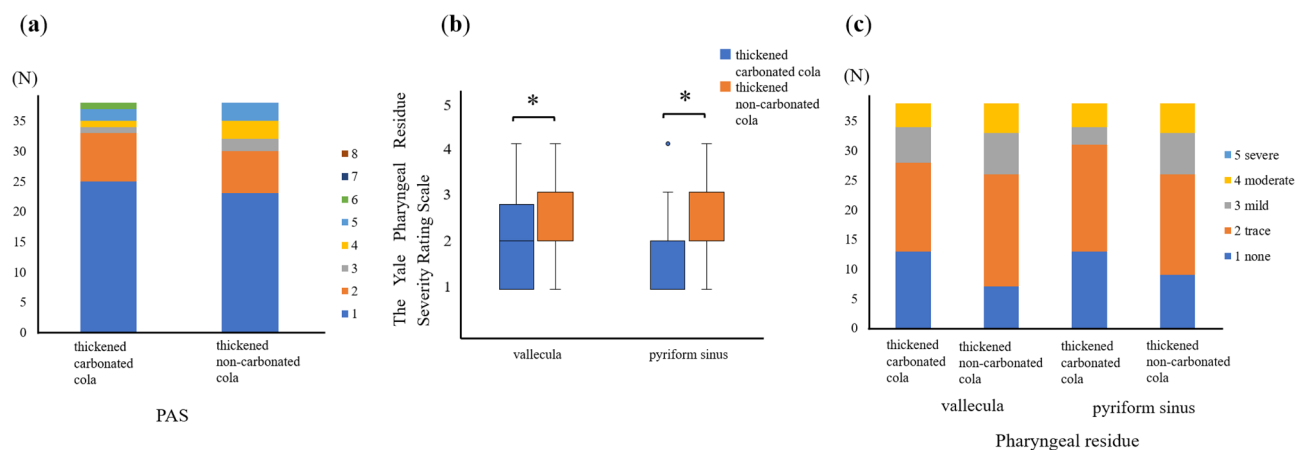 (a)
(N)
35
30
25
20
15
10
5
0
thickened
carbonated
cola
thickened
non-carbonated
cola
PAS
8
7
6
5
4
3
2
1
(b)
thickened
carbonated cola
thickened
non-carbonated
cola
The Yale Pharyngeal Residue
Severity Rating Scale
5
4
3
2
1
*
*
vallecula
pyriform sinus
(c)
(N)
35
30
25
20
15
10
5
0
thickened
carbonated
cola
thickened
non-carbonated
cola
thickened
carbonated
cola
thickened
non-carbonated
cola
vallecula
pyriform sinus
Pharyngeal residue
5 severe
4 moderate
3 mild
2 trace
1 none